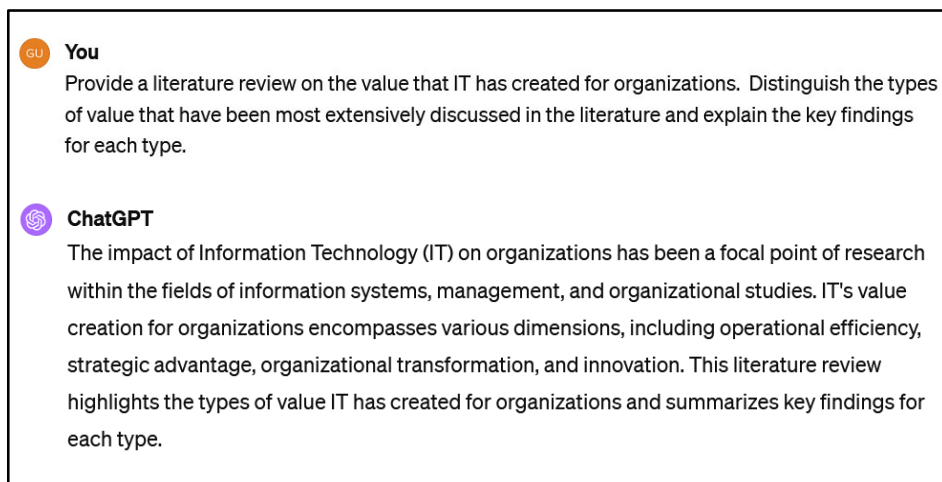 GU You
Provide a literature review on the value that IT has created for organizations.  Distinguish the types
of value that have been most extensively discussed in the literature and explain the key findings
for each type.
ChatGPT
The impact of Information Technology (IT) on organizations has been a focal point of research
within the fields of information systems, management, and organizational studies. IT's value
creation for organizations encompasses various dimensions, including operational efficiency,
strategic advantage, organizational transformation, and innovation. This literature review
highlights the types of value IT has created for organizations and summarizes key findings for
each type.